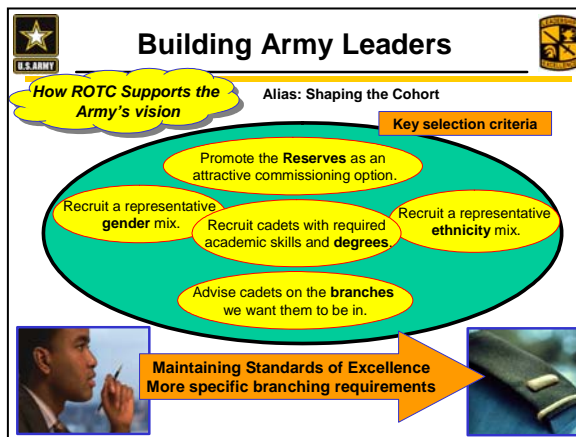 Building Army Leaders
U.S.ARMY
LEADERSHIP
EXCELLENCE
How ROTC Supports the
Army's vision
Alias: Shaping the Cohort
Key selection criteria
Promote the Reserves as an
attractive commissioning option.
Recruit a representative
gender mix.
Recruit cadets with required
academic skills and degrees.
Recruit a representative
ethnicity mix.
Advise cadets on the branches
we want them to be in.
Maintaining Standards of Excellence
More specific branching requirements